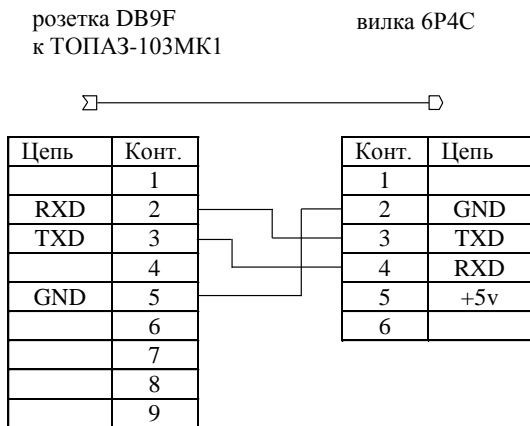 розетка DB9F
к ТОПАЗ-103МК1
вилка 6Р4С
Цепь Конт.
1
RXD 2
TXD 3
4
GND 5
6
7
8
9
Конт. Цепь
1
2 GND
3 TXD
4 RXD
5 +5v
6